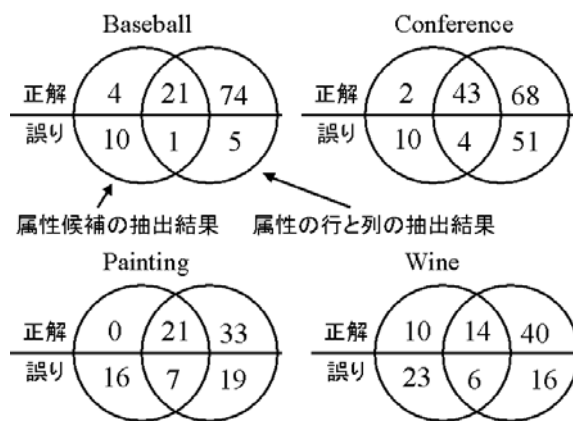 Baseball Conference
正解 4 21 74 正解 2 43 68
誤り 10 1 5 誤り 10 4 51
属性候補の抽出結果 属性の行と列の抽出結果
Painting Wine
正解 0 21 33 正解 10 14 40
誤り 16 7 19 誤り 23 6 16